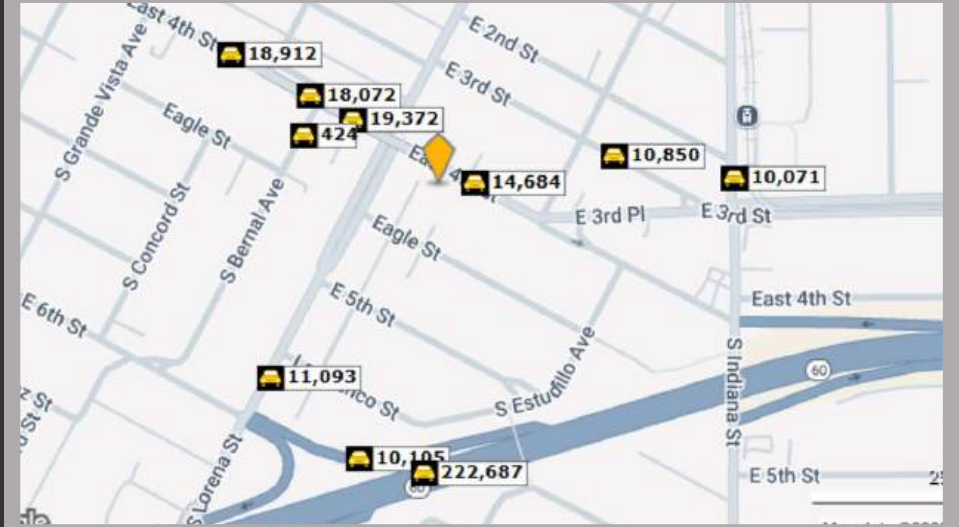 East 4th St
E 2nd St
18,912
S Grande Vista Ave
E 3rd St
18,072
19,372
Eagle St
424
10,850
14,684
10,071
E 3rd Pl
E 3rd St
S Concord St
S Bernal Ave
Eagle St
E 6th St
E 5th St
East 4th St
60
S Indiana St
11,093
S Estudillo Ave
S Lorena St
10,105
222,687
E 5th St